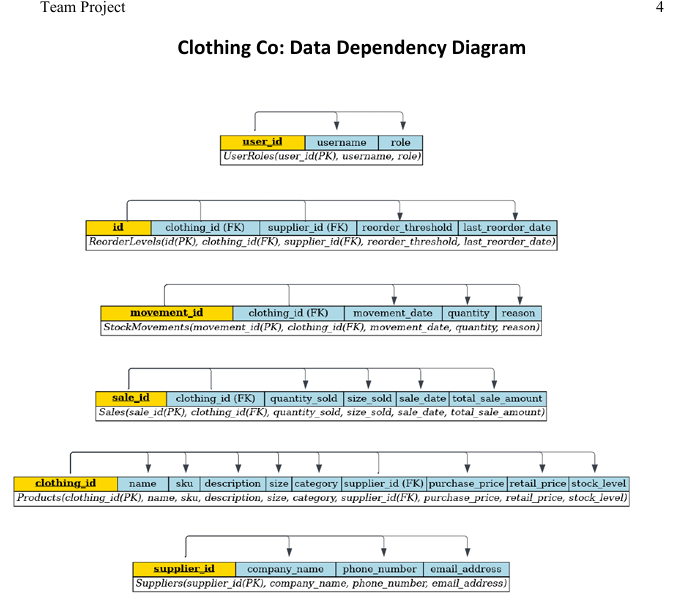 Team Project 4
Clothing Co: Data Dependency Diagram
user_id username role
UserRoles(user_id(PK), username, role)
id clothing_id (FK) supplier_id (FK) reorder_threshold last_reorder_date
ReorderLevels(id(PK), clothing_id(FK), supplier_id(FK), reorder_threshold, last_reorder_date)
movement_id clothing_id (FK) movement_date quantity reason
StockMovements(movement_id(PK), clothing_id(FK), movement_date, quantity, reason)
sale_id clothing_id (FK) quantity_sold size_sold sale_date total_sale_amount
Sales(sale_id(PK), clothing_id(FK), quantity_sold, size_sold, sale_date, total_sale_amount)
clothing_id name sku description size category supplier_id (FK) purchase_price retail_price stock_level
Products(clothing_id(PK), name, sku, description, size, category, supplier_id(FK), purchase_price, retail_price, stock_level)
supplier_id company_name phone_number email_address
Suppliers(supplier_id(PK), company_name, phone_number, email_address)